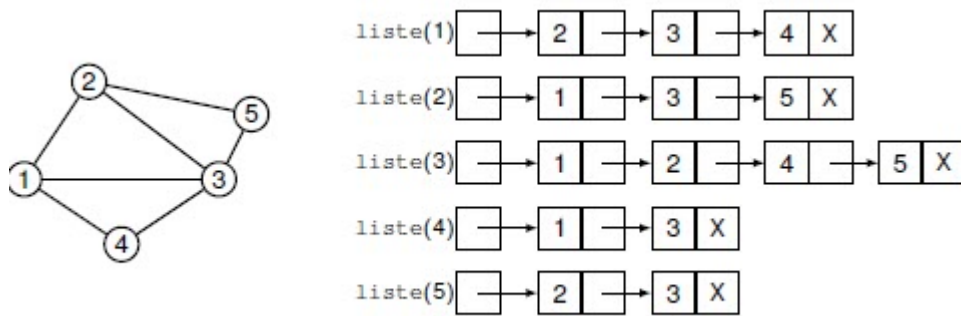 liste(1) 2 3 4 X
2
5
liste(2) 1 3 5 X
1
3
liste(3) 1 2 4 5 X
4
liste(4) 1 3 X
liste(5) 2 3 X